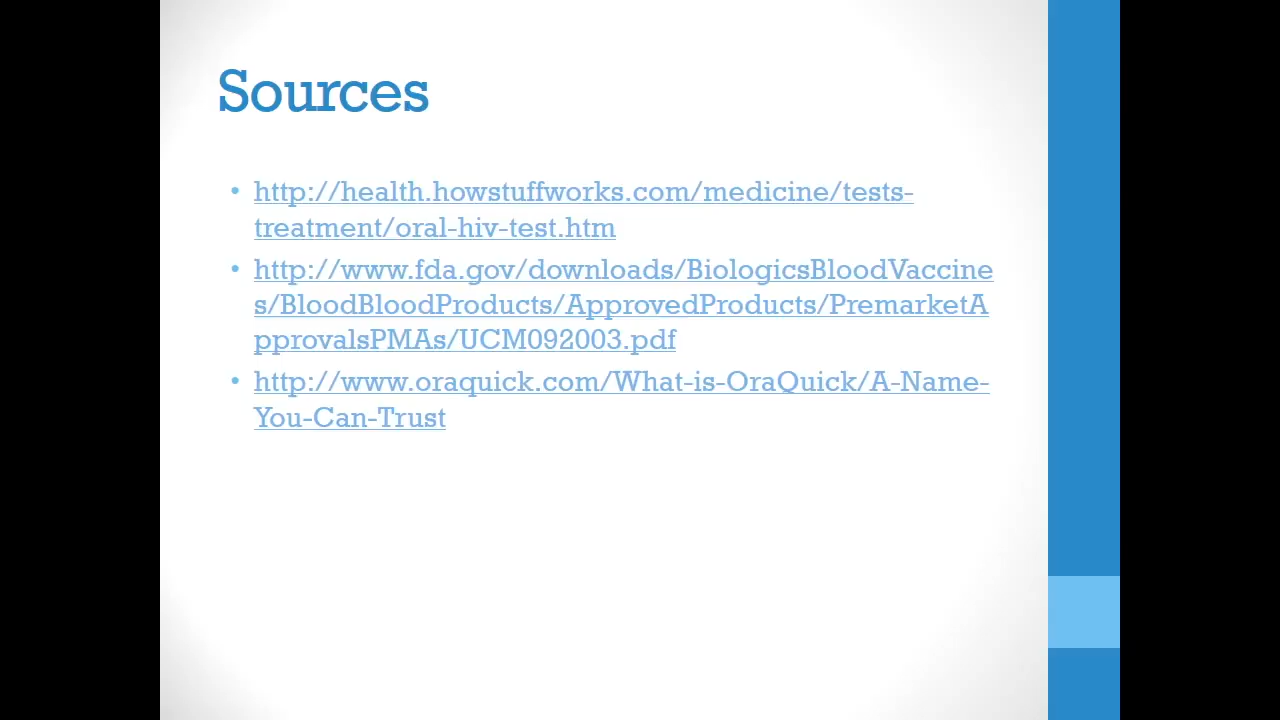 Sources
• http://health.howstuffworks.com/medicine/tests-
treatment/oral-hiv-test.htm
• http://www.fda.gov/downloads/BiologicsBloodVaccine
s/BloodBloodProducts/ApprovedProducts/PremarketA
pprovalsPMAs/UCM092003.pdf
• http://www.oraquick.com/What-is-OraQuick/A-Name-
You-Can-Trust